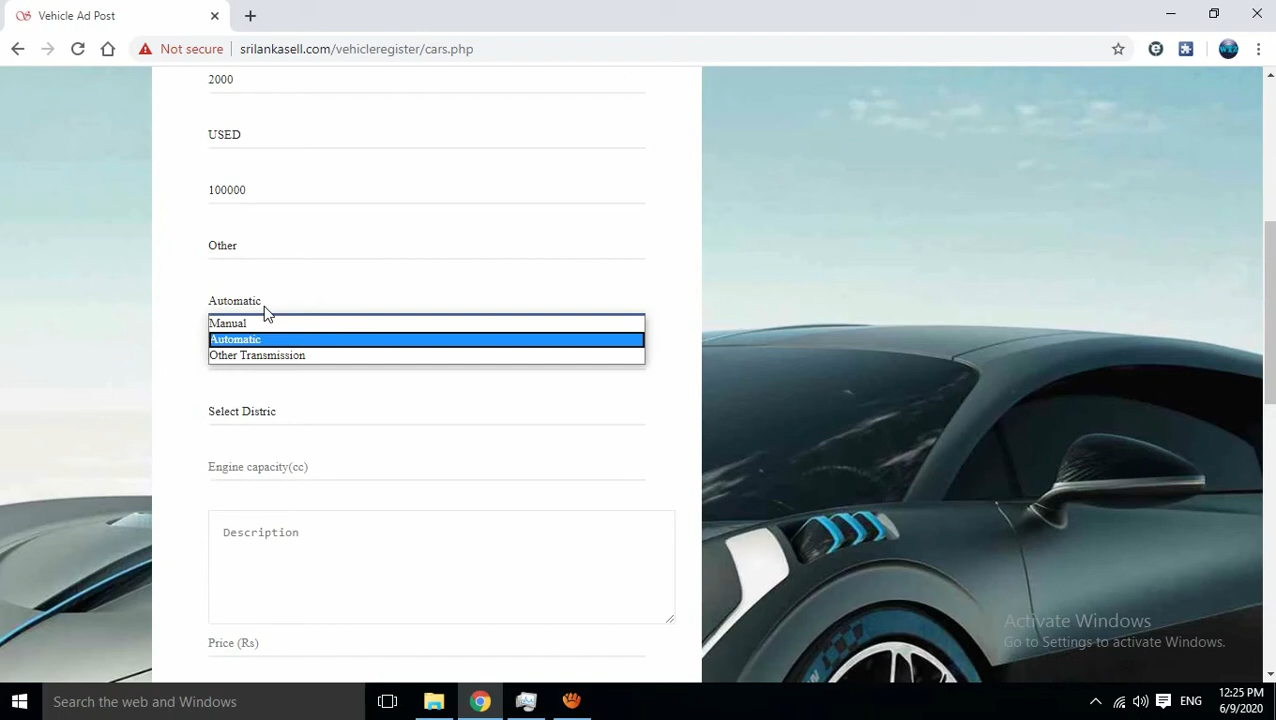 Vehicle Ad Post
Not secure
srilankasell.com/vehicleregister/cars.php
2000
USED
100000
Other
Automatic
Manual
Automatic
Other Transmission
Select Distric
Engine capacity(cc)
Description
Price (Rs)
Activate Windows
Go to Settings to activate Windows.
Search the web and Windows
ENG
12:25 PM
6/9/2020